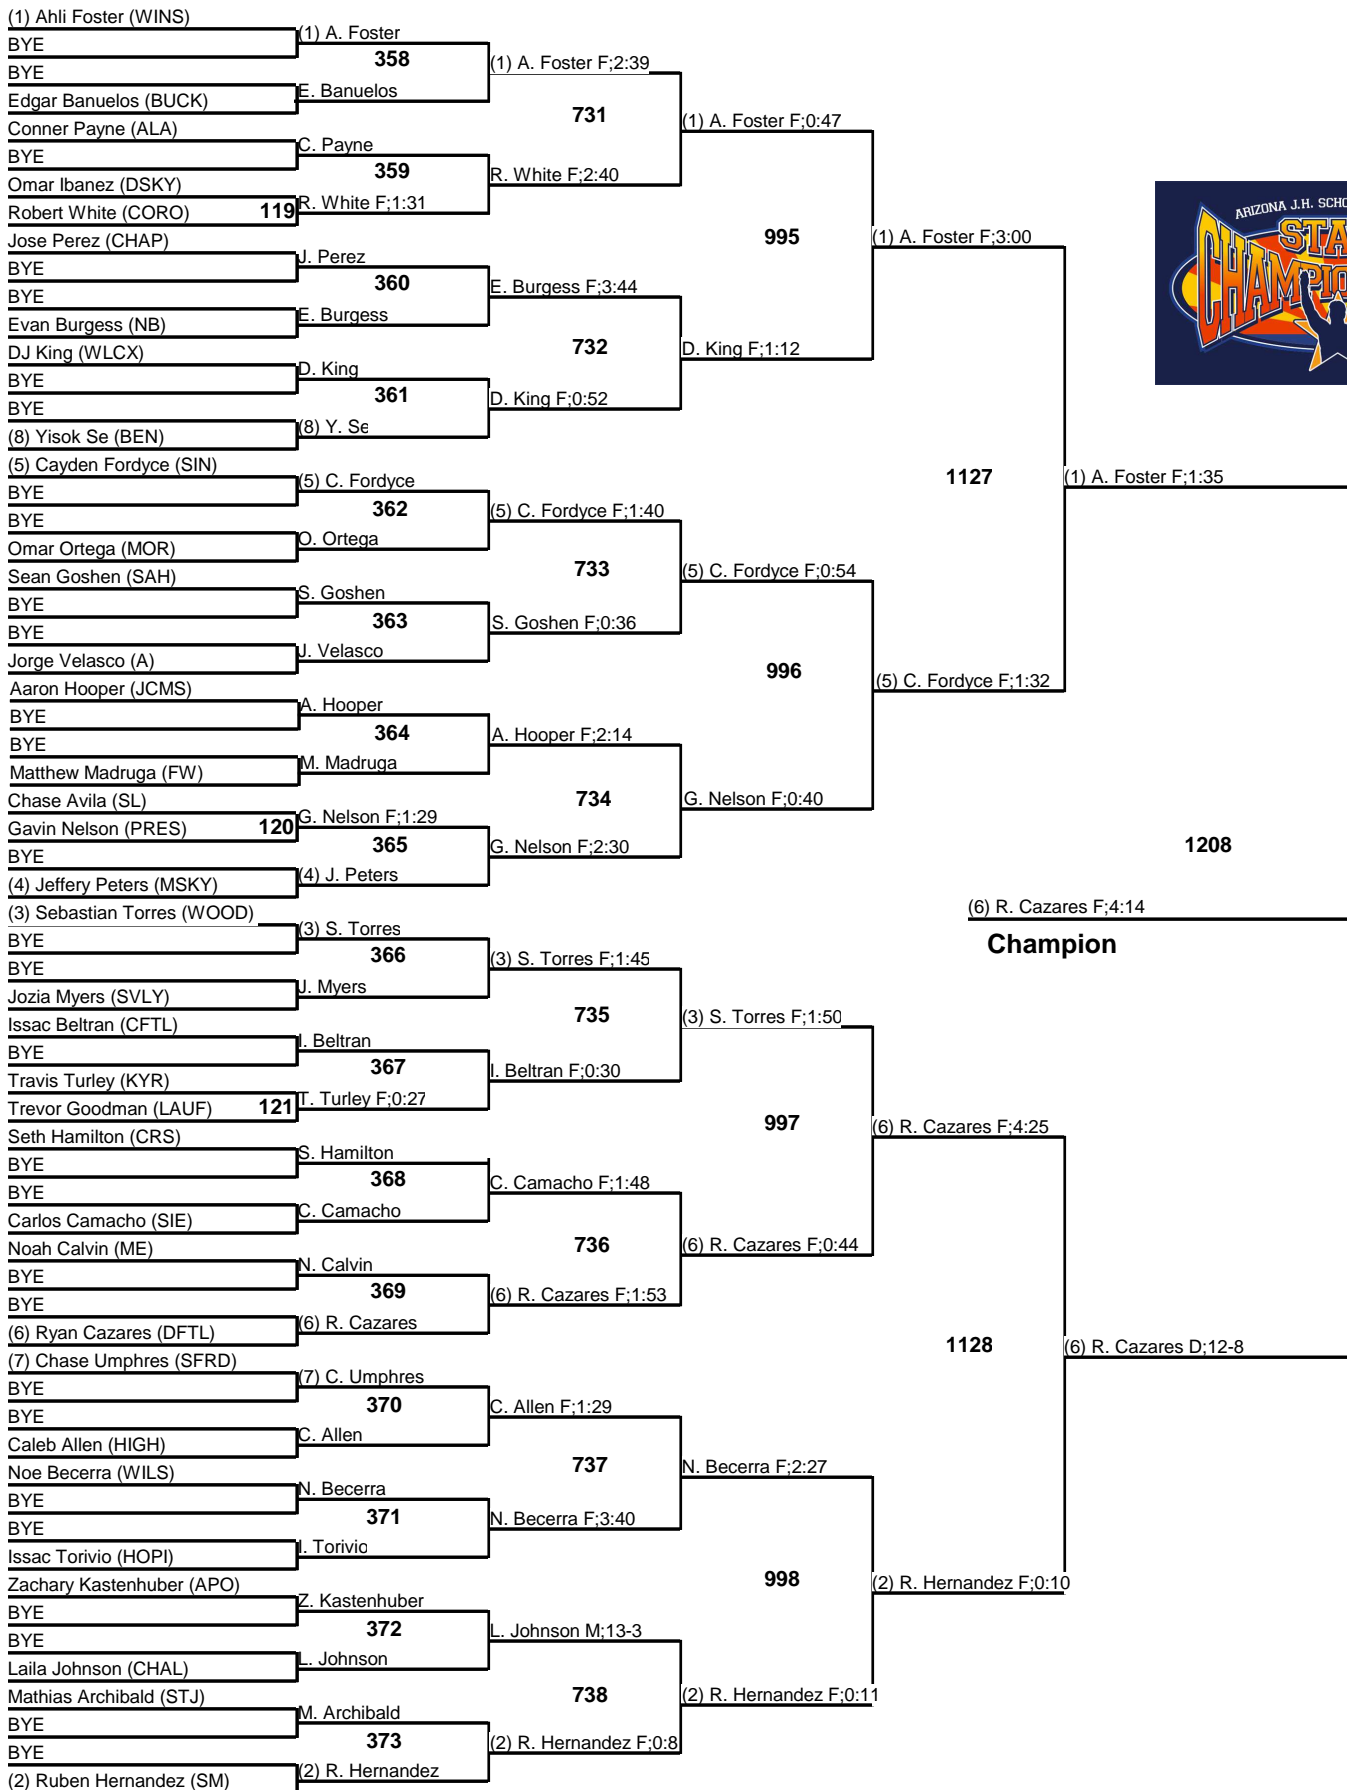 (1) Ahli Foster (WINS)
BYE
BYE
Edgar Banuelos (BUCK)
Conner Payne (ALA)
BYE
Omar Ibanez (DSKY)
Robert White (CORO) 119
Jose Perez (CHAP)
BYE
BYE
Evan Burgess (NB)
DJ King (WLCX)
BYE
BYE
(8) Yisok Se (BEN)
(5) Cayden Fordyce (SIN)
BYE
BYE
Omar Ortega (MOR)
Sean Goshen (SAH)
BYE
BYE
Jorge Velasco (A)
Aaron Hooper (JCMS)
BYE
BYE
Matthew Madruga (FW)
Chase Avila (SL)
Gavin Nelson (PRES) 120
BYE
(4) Jeffery Peters (MSKY)
(3) Sebastian Torres (WOOD)
BYE
BYE
Jozia Myers (SVLY)
Issac Beltran (CFTL)
BYE
Travis Turley (KYR)
Trevor Goodman (LAUF) 121
Seth Hamilton (CRS)
BYE
BYE
Carlos Camacho (SIE)
Noah Calvin (ME)
BYE
BYE
(6) Ryan Cazares (DFTL)
(7) Chase Umphres (SFRD)
BYE
BYE
Caleb Allen (HIGH)
Noe Becerra (WILS)
BYE
BYE
Issac Torivio (HOPI)
Zachary Kastenhuber (APO)
BYE
BYE
Laila Johnson (CHAL)
Mathias Archibald (STJ)
BYE
BYE
(2) Ruben Hernandez (SM)
(1) A. Foster
358
E. Banuelos
C. Payne
359
R. White F;1:31
J. Perez
360
E. Burgess
D. King
361
(8) Y. Se
(5) C. Fordyce
362
O. Ortega
S. Goshen
363
J. Velasco
A. Hooper
364
M. Madruga
G. Nelson F;1:29
365
(4) J. Peters
(3) S. Torres
366
J. Myers
I. Beltran
367
T. Turley F;0:27
S. Hamilton
368
C. Camacho
N. Calvin
369
(6) R. Cazares
(7) C. Umphres
370
C. Allen
N. Becerra
371
I. Torivio
Z. Kastenhuber
372
L. Johnson
M. Archibald
373
(2) R. Hernandez
(1) A. Foster F;2:39
731
R. White F;2:40
E. Burgess F;3:44
732
D. King F;0:52
(5) C. Fordyce F;1:40
733
S. Goshen F;0:36
A. Hooper F;2:14
734
G. Nelson F;2:30
(3) S. Torres F;1:45
735
I. Beltran F;0:30
C. Camacho F;1:48
736
(6) R. Cazares F;1:53
C. Allen F;1:29
737
N. Becerra F;3:40
L. Johnson M;13-3
738
(2) R. Hernandez F;0:8
(1) A. Foster F;0:47
995
D. King F;1:12
(5) C. Fordyce F;0:54
996
G. Nelson F;0:40
(3) S. Torres F;1:50
997
(6) R. Cazares F;0:44
N. Becerra F;2:27
998
(2) R. Hernandez F;0:11
(1) A. Foster F;3:00
1127
(5) C. Fordyce F;1:32
(6) R. Cazares F;4:25
1128
(2) R. Hernandez F;0:10
(1) A. Foster F;1:35
1208
(6) R. Cazares D;12-8
(6) R. Cazares F;4:14
Champion
ARIZONA J.H. SCHO
STA
CHAMPIO